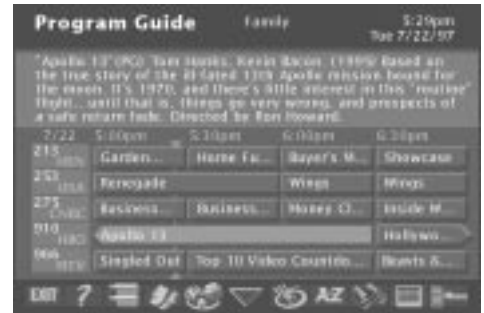 Program Guide Family 5:29pm
Tue 7/22/97
"Apollo 13"(PG) Tom Hanks, Kevin Bacon. (1995) Based on
the true story of the ill fated 13th Apollo mission bound for
the moon. It's 1970, and there's little interest in this "routine"
flight... until that is, things go very wrong, and prospects of
a safe return fade. Directed by Ron Howard.
7/22 5:00pm 5:30pm 6:00pm 6:30pm
213 Garden... Home Fu... Buyer's W... Showcase
253 USA Renegade Wings Wings
275 CNBC Business... Business... Money Cl... Inside W...
910 HBO Apollo 13 Hollywo...
966 MTV Singled Out Top 10 Video Countdo... Beavis &...
EXIT ? AZ